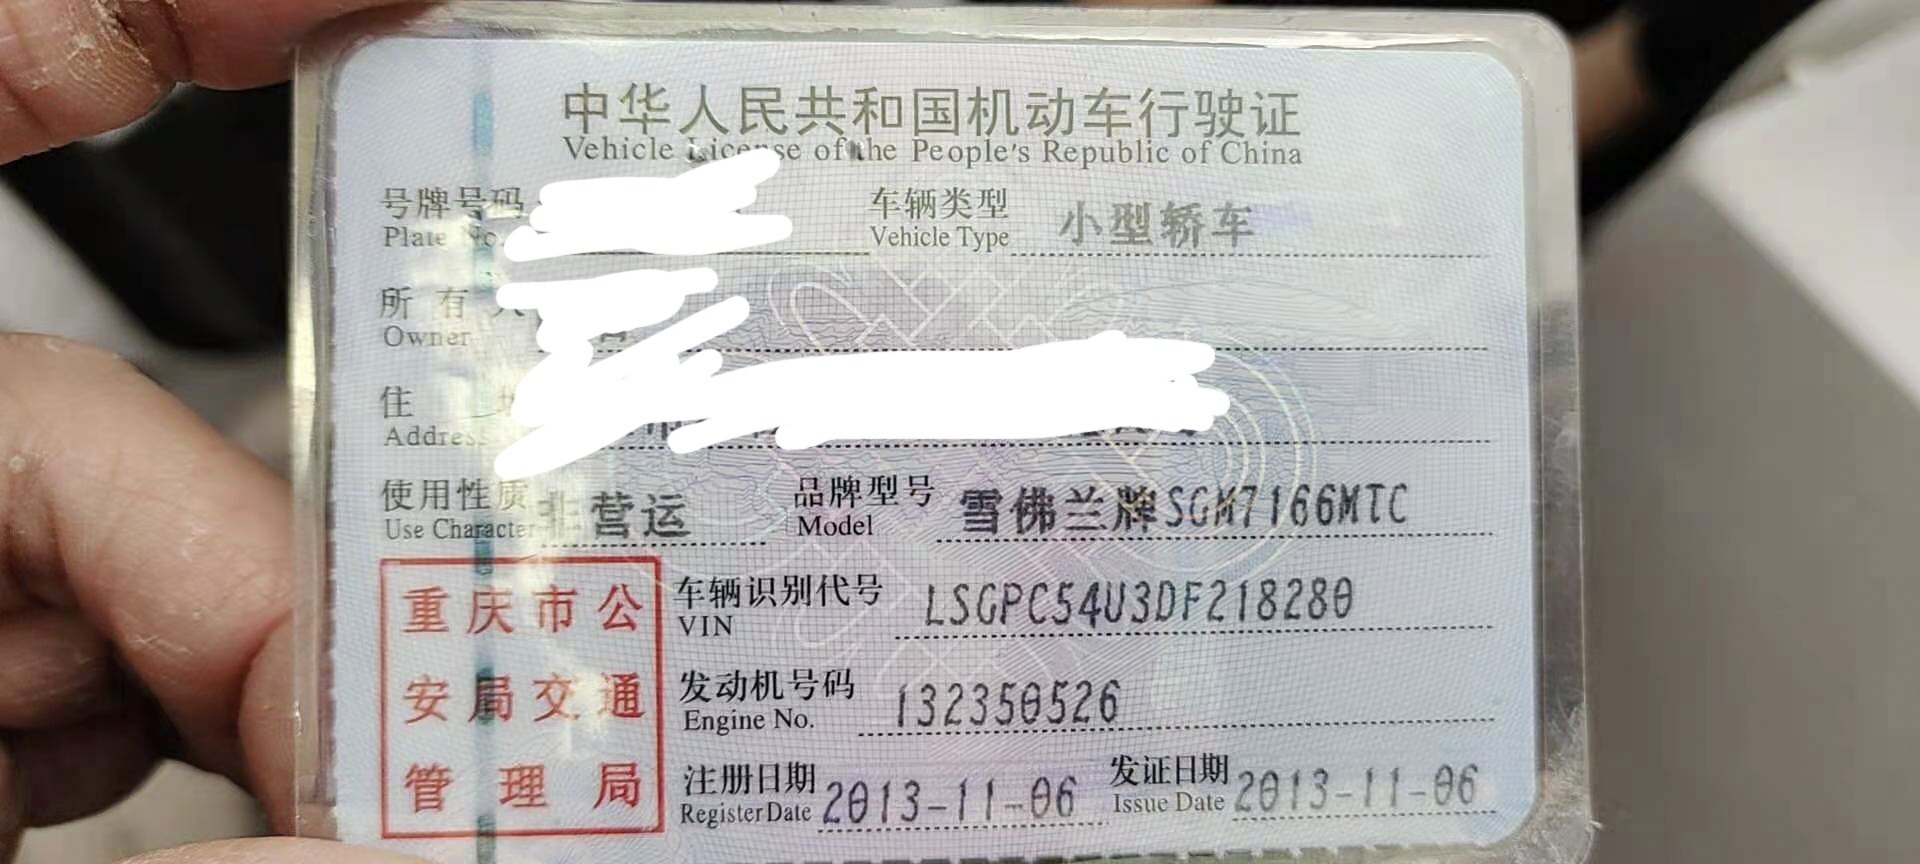 中华人民共和国机动车行驶证
Vehicle License of the People's Republic of China
号牌号码 车辆类型 小型轿车
Plate No. Vehicle Type
所有人
Owner
住
Address
使用性质 非营运 品牌型号 雪佛兰牌SGM7166MTC
Use Character Model
车辆识别代号 LSGPC54U3DF218280
VIN
发动机号码 132350526
Engine No.
注册日期 2013-11-06 发证日期 2013-11-06
Register Date Issue Date
重庆市公
安局交通
管理局